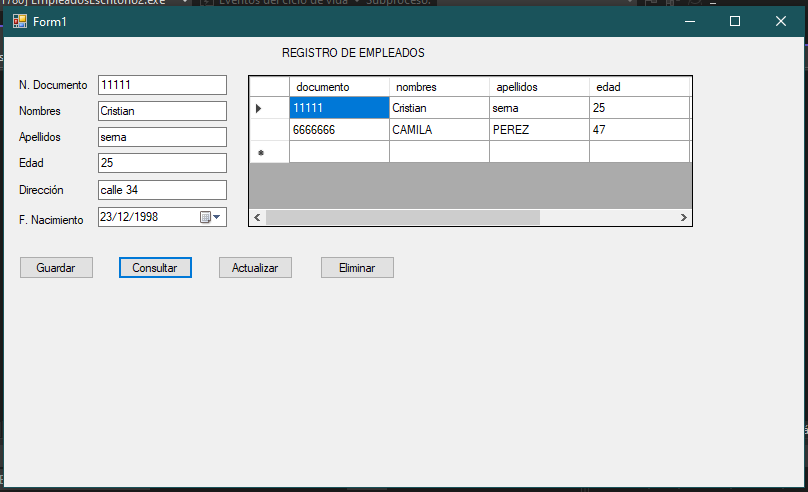 1780] EmpleadosEscritorio2.exe Eventos del ciclo de vida Subproceso:
Form1
REGISTRO DE EMPLEADOS
N. Documento 11111
Nombres Cristian
Apellidos serna
Edad 25
Dirección calle 34
F. Nacimiento 23/12/1998
documento nombres apellidos edad
11111 Cristian serna 25
6666666 CAMILA PEREZ 47
Guardar Consultar Actualizar Eliminar